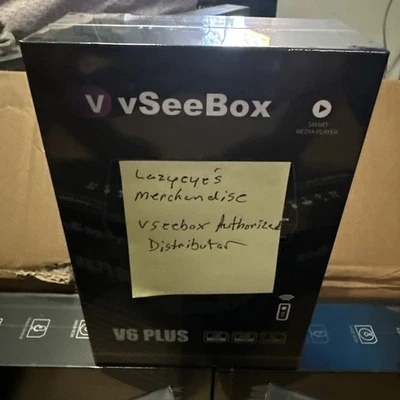 V vSeeBox
SMART
MEDIA PLAYER
Lazyeye's
merchandise
vseebox Authorized
Distributor
V6 PLUS